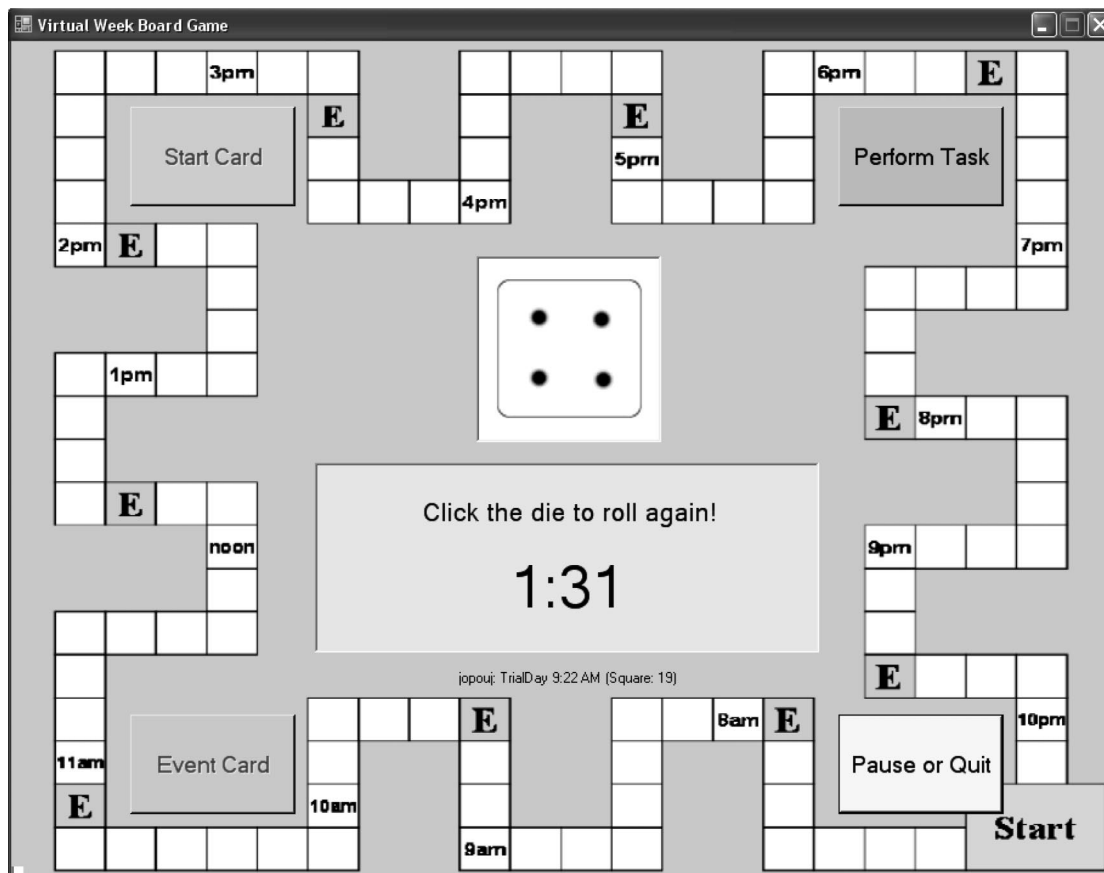 Virtual Week Board Game
3pm
6pm
E
E
E
Start Card
Perform Task
5pm
4pm
2pm
E
7pm
1pm
E
8pm
E
Click the die to roll again!
noon
9pm
1:31
jopouj: TrialDay 9:22 AM (Square: 19)
E
E
8am
E
10pm
11am
Event Card
Pause or Quit
E
10am
Start
9am